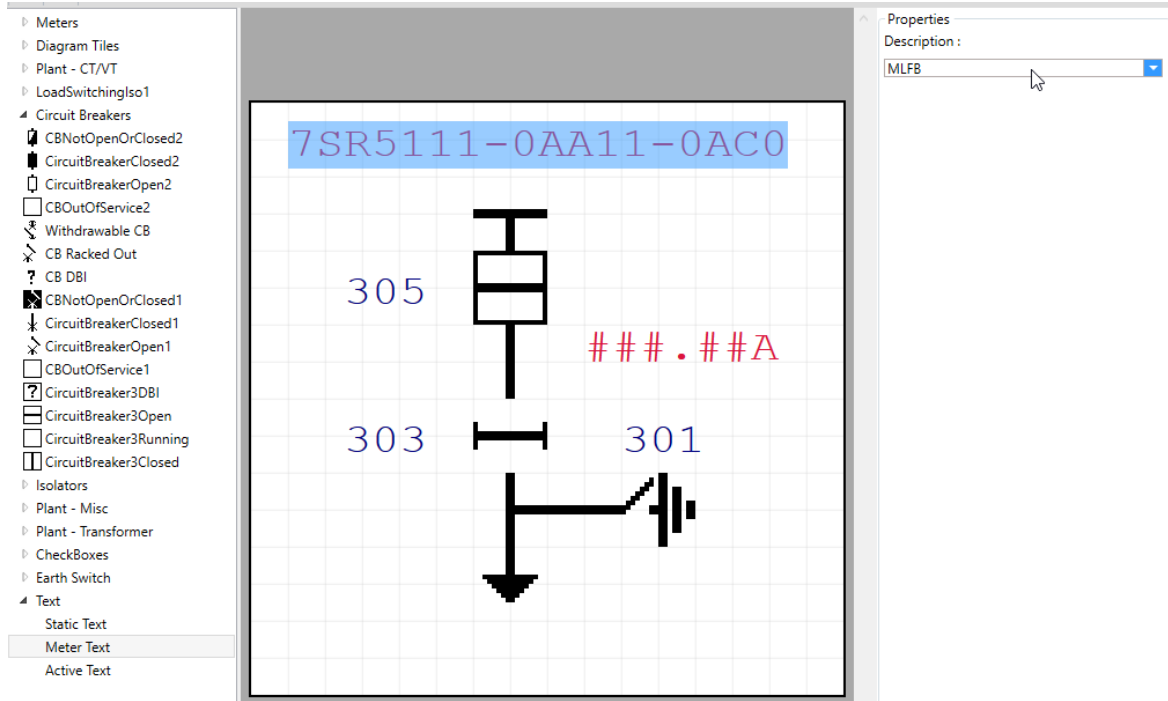 Meters
Diagram Tiles
Plant - CT/VT
LoadSwitchingIso1
Circuit Breakers
CBNotOpenOrClosed2
CircuitBreakerClosed2
CircuitBreakerOpen2
CBOutOfService2
Withdrawable CB
CB Racked Out
? CB DBI
CBNotOpenOrClosed1
CircuitBreakerClosed1
CircuitBreakerOpen1
CBOutOfService1
? CircuitBreaker3DBI
CircuitBreaker3Open
CircuitBreaker3Running
CircuitBreaker3Closed
Isolators
Plant - Misc
Plant - Transformer
CheckBoxes
Earth Switch
Text
Static Text
Meter Text
Active Text
7SR5111-0AA11-0AC0
305
###.##A
303
301
Properties
Description :
MLFB